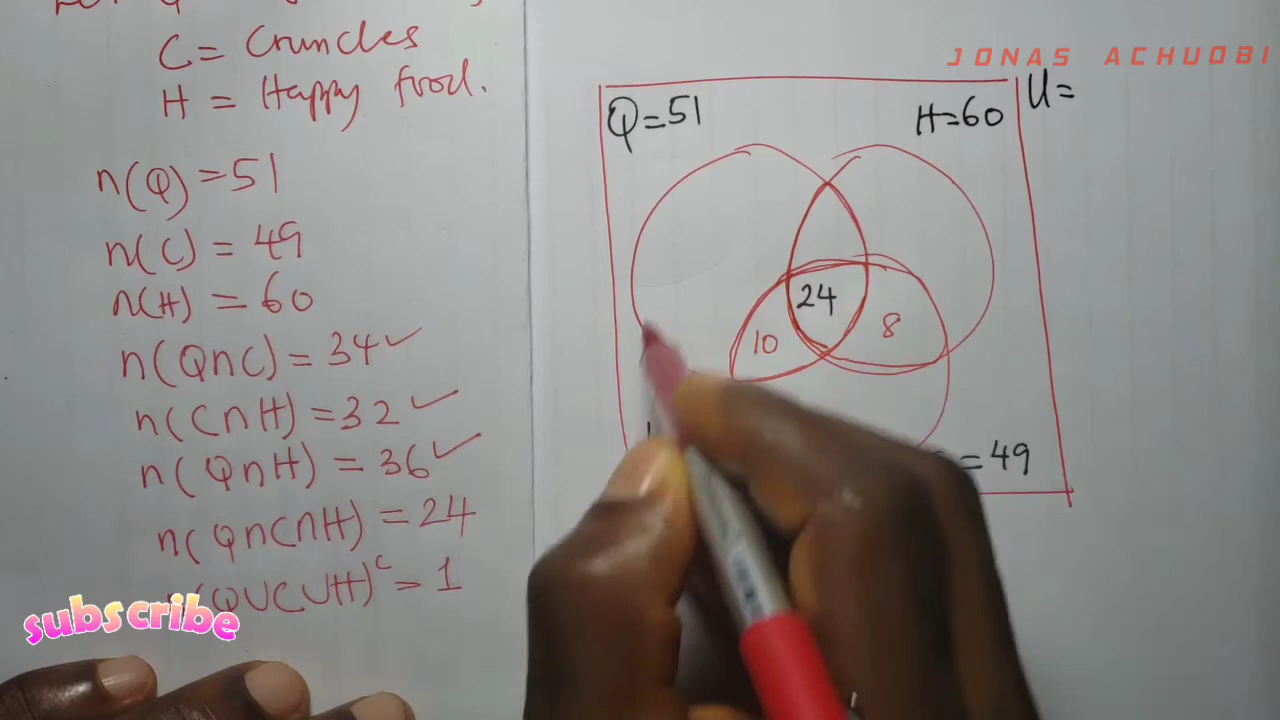 C = Cruncles
H = Happy food.
n(Q) = 51
n(C) = 49
n(H) = 60
n(Q∩C) = 34 ✓
n(C∩H) = 32 ✓
n(Q∩H) = 36 ✓
n(Q∩C∩H) = 24
(Q∪C∪H)ᶜ = 1
subscribe
JONAS ACHUOBI
U =
Q = 51
H = 60
24
10
8
= 49